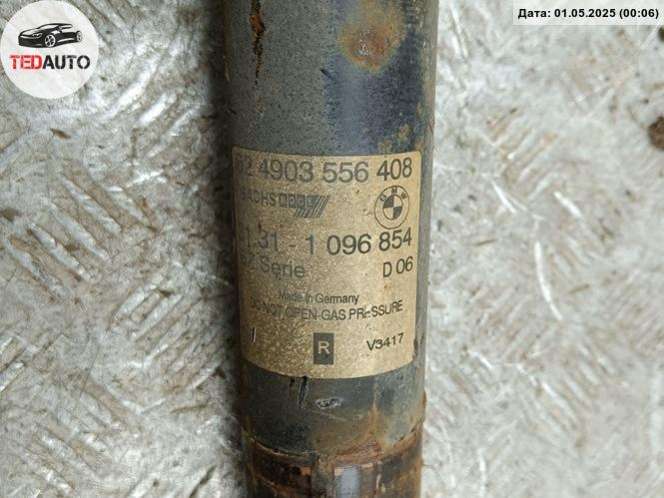 Дата: 01.05.2025 (00:06)
TEDAUTO
4903 556 408
SACHS
BMW
31 - 1 096 854
Serie D 06
Made in Germany
DO NOT OPEN-GAS PRESSURE
R V3417